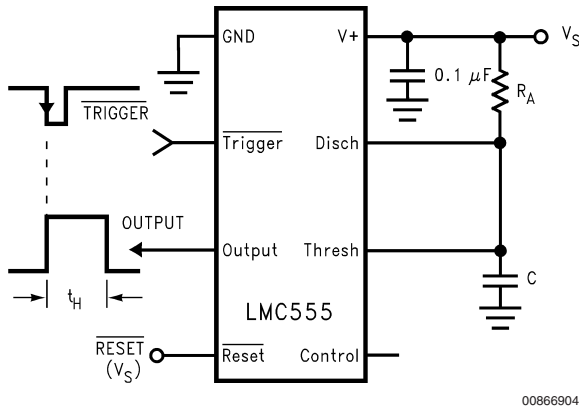 GND
V+
V_S
0.1 μF
R_A
TRIGGER
Trigger
Disch
OUTPUT
Output
Thresh
t_H
C
LMC555
RESET
(V_S)
Reset
Control
00866904